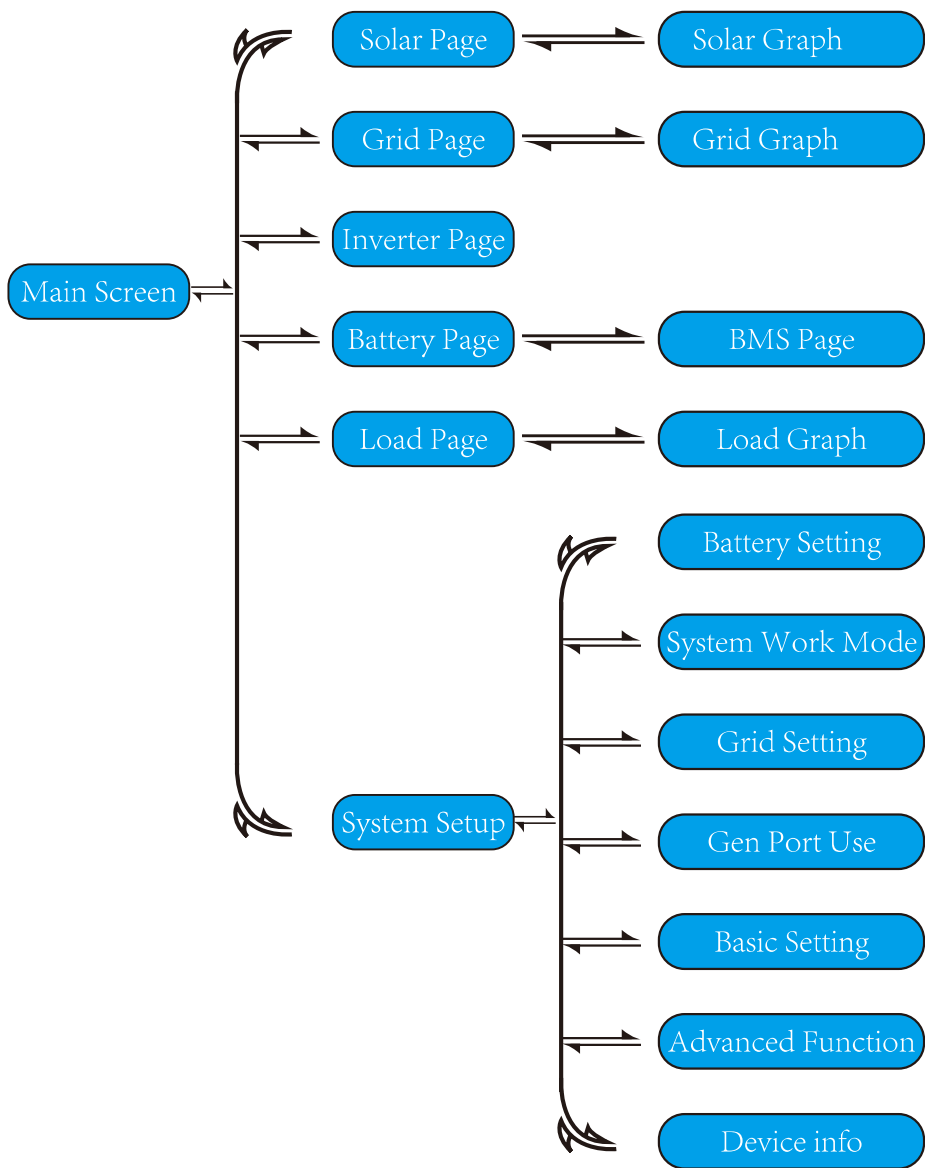 Solar Page
Solar Graph
Grid Page
Grid Graph
Inverter Page
Main Screen
Battery Page
BMS Page
Load Page
Load Graph
Battery Setting
System Work Mode
Grid Setting
System Setup
Gen Port Use
Basic Setting
Advanced Function
Device info